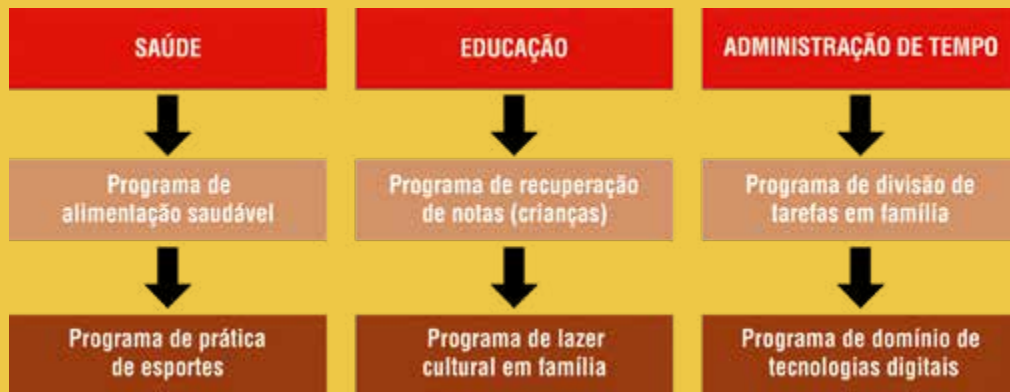 SAÚDE
EDUCAÇÃO
ADMINISTRAÇÃO DE TEMPO
Programa de
alimentação saudável
Programa de recuperação
de notas (crianças)
Programa de divisão de
tarefas em família
Programa de prática
de esportes
Programa de lazer
cultural em família
Programa de domínio de
tecnologias digitais